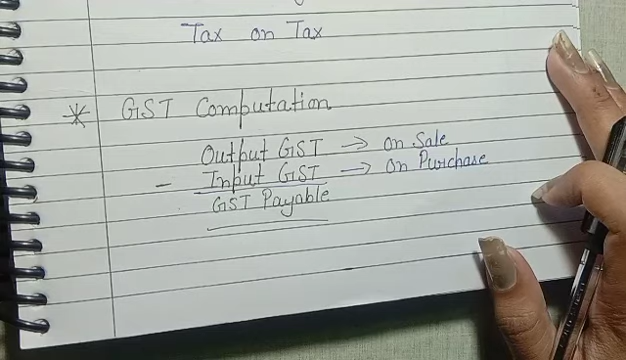 Tax on Tax
* GST Computation
Output GST → on Sale
- Input GST → on Purchase
GST Payable